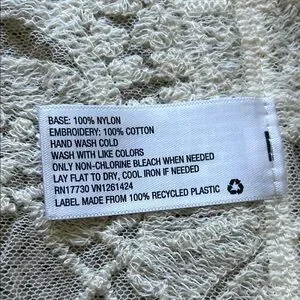 BASE: 100% NYLON
EMBROIDERY: 100% COTTON
HAND WASH COLD
WASH WITH LIKE COLORS
ONLY NON-CHLORINE BLEACH WHEN NEEDED
LAY FLAT TO DRY, COOL IRON IF NEEDED
RN17730 VN1261424
LABEL MADE FROM 100% RECYCLED PLASTIC